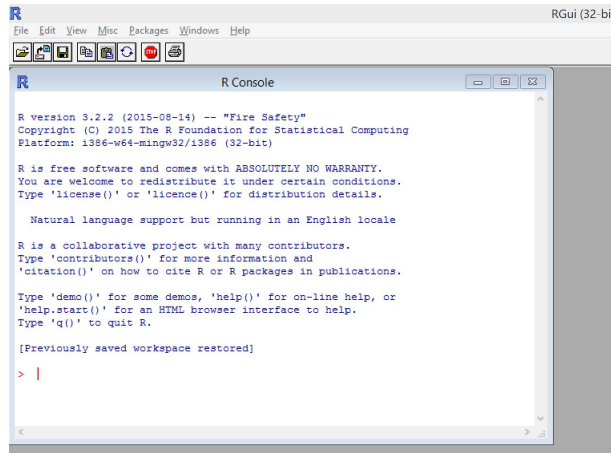 R
RGui (32-bi
File Edit View Misc Packages Windows Help
STOP
R
R Console
R version 3.2.2 (2015-08-14) -- "Fire Safety"
Copyright (C) 2015 The R Foundation for Statistical Computing
Platform: i386-w64-mingw32/i386 (32-bit)
R is free software and comes with ABSOLUTELY NO WARRANTY.
You are welcome to redistribute it under certain conditions.
Type 'license()' or 'licence()' for distribution details.
Natural language support but running in an English locale
R is a collaborative project with many contributors.
Type 'contributors()' for more information and
'citation()' on how to cite R or R packages in publications.
Type 'demo()' for some demos, 'help()' for on-line help, or
'help.start()' for an HTML browser interface to help.
Type 'q()' to quit R.
[Previously saved workspace restored]
>